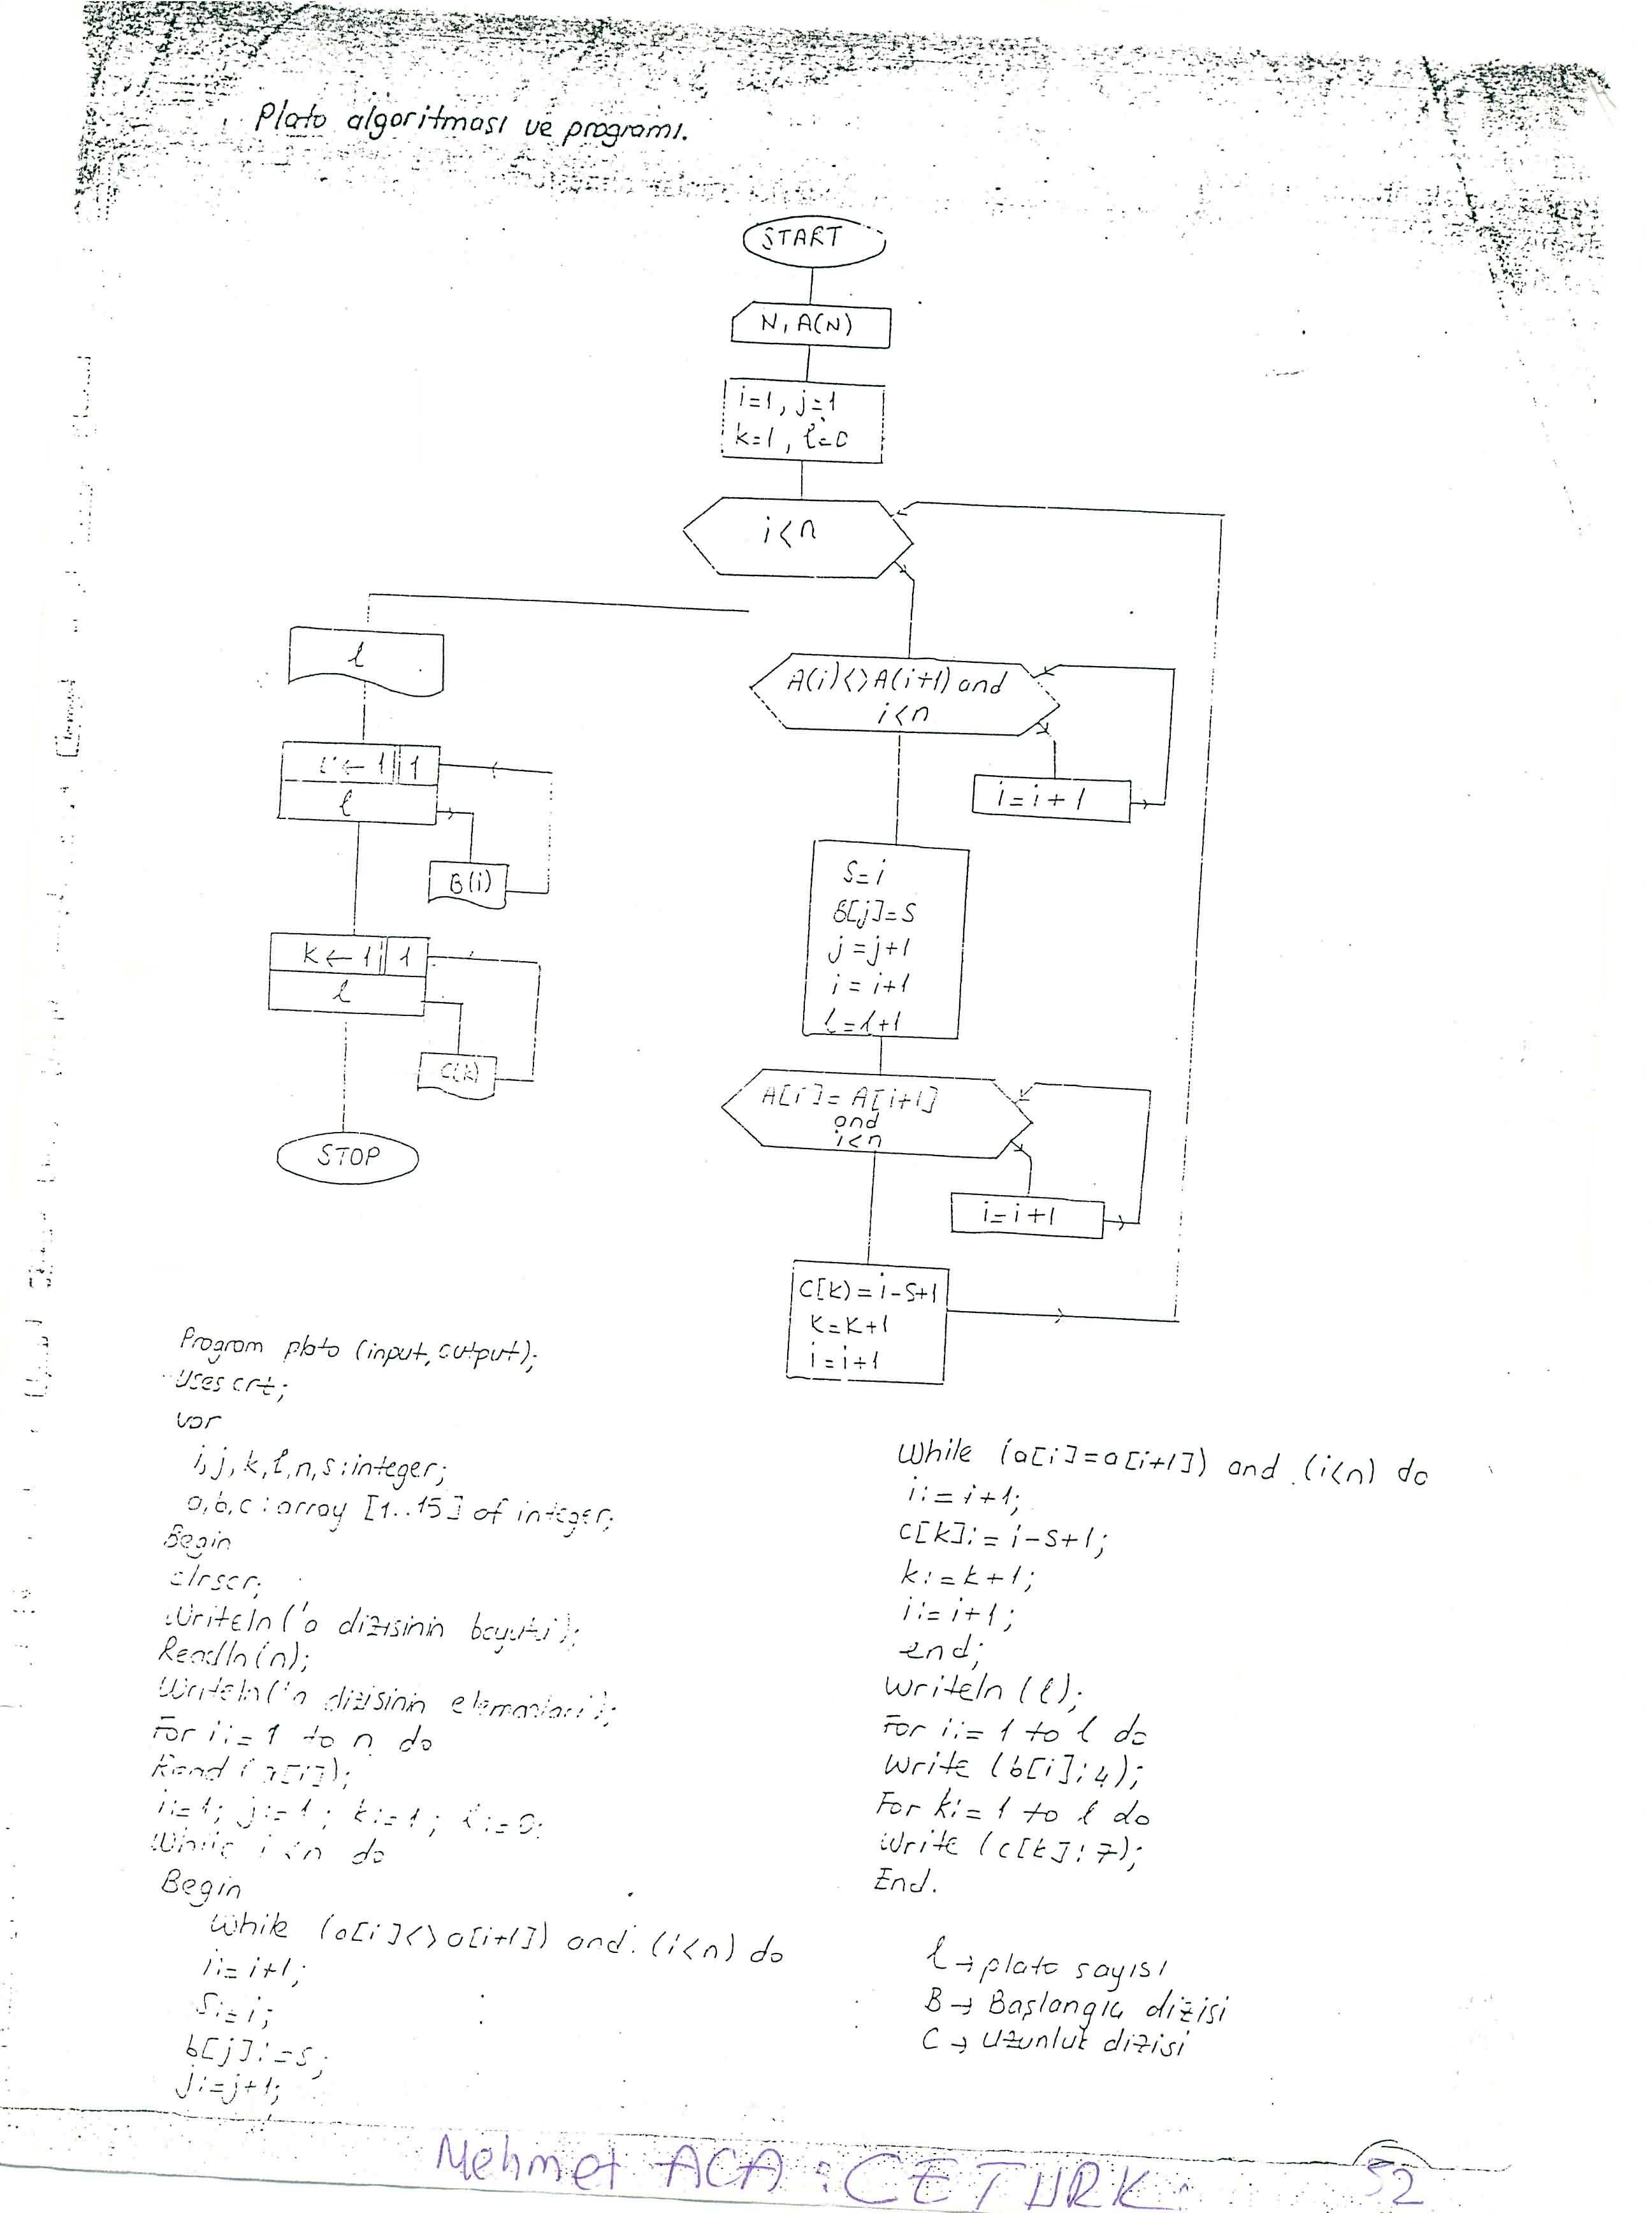 Plato algoritması ve programı.
START
N, A(N)
i=1, j=1
k=1, l=0
i<n
A(i)<>A(i+1) and
i<n
i=i+1
S=i
B[j]=S
j=j+1
i=i+1
l=l+1
A[i]=A[i+1]
and
i<n
i=i+1
C[k)=i-S+1
K=K+1
i=i+1
l
i←1 1
l
B(i)
k←1 1
l
C(k)
STOP
Program plato (input, output);
Uses crt;
var
i,j,k,l,n,s:integer;
a,b,c:array [1..15] of integer;
Begin
clrscr;
Writeln('a dizisinin boyutu');
Readln(n);
Writeln('a dizisinin elemanları');
For i:=1 to n do
Read (a[i]);
i:=1; j:=1; k:=1; l:=0;
While i<n do
Begin
While (a[i]<>a[i+1]) and (i<n) do
i:=i+1;
S:=i;
b[j]:=s;
j:=j+1;
While (a[i]=a[i+1]) and (i<n) do
i:=i+1;
c[k]:=i-s+1;
k:=k+1;
i:=i+1;
end;
Writeln (l);
For i:=1 to l do
Write (b[i]:4);
For k:=1 to l do
Write (c[k]:7);
End.
l → plato sayısı
B → Başlangıç dizisi
C → Uzunluk dizisi
Mehmet ACA : CETURK
52